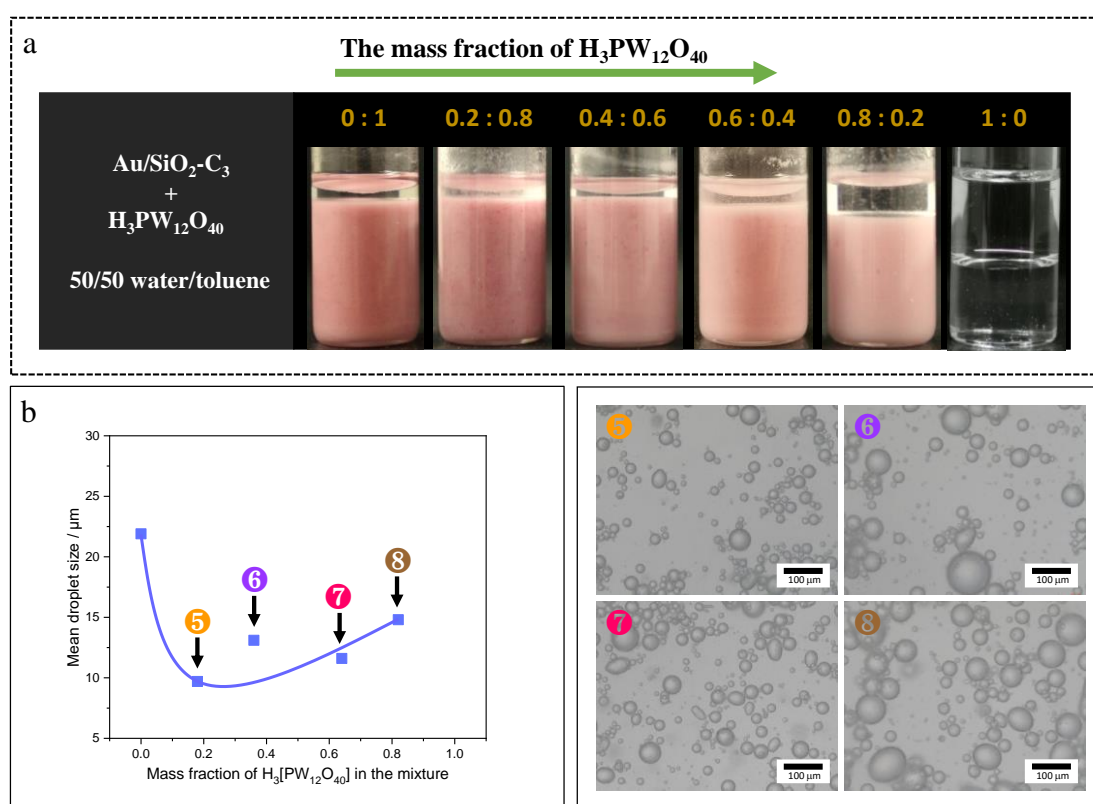 a
The mass fraction of H₃PW₁₂O₄₀
0 : 1 0.2 : 0.8 0.4 : 0.6 0.6 : 0.4 0.8 : 0.2 1 : 0
Au/SiO₂-C₃
+
H₃PW₁₂O₄₀
50/50 water/toluene
b
30
25
20
15
10
5
0.0 0.2 0.4 0.6 0.8 1.0
Mean droplet size / μm
Mass fraction of H₃[PW₁₂O₄₀] in the mixture
5
6
7
8
5
100 μm
6
100 μm
7
100 μm
8
100 μm